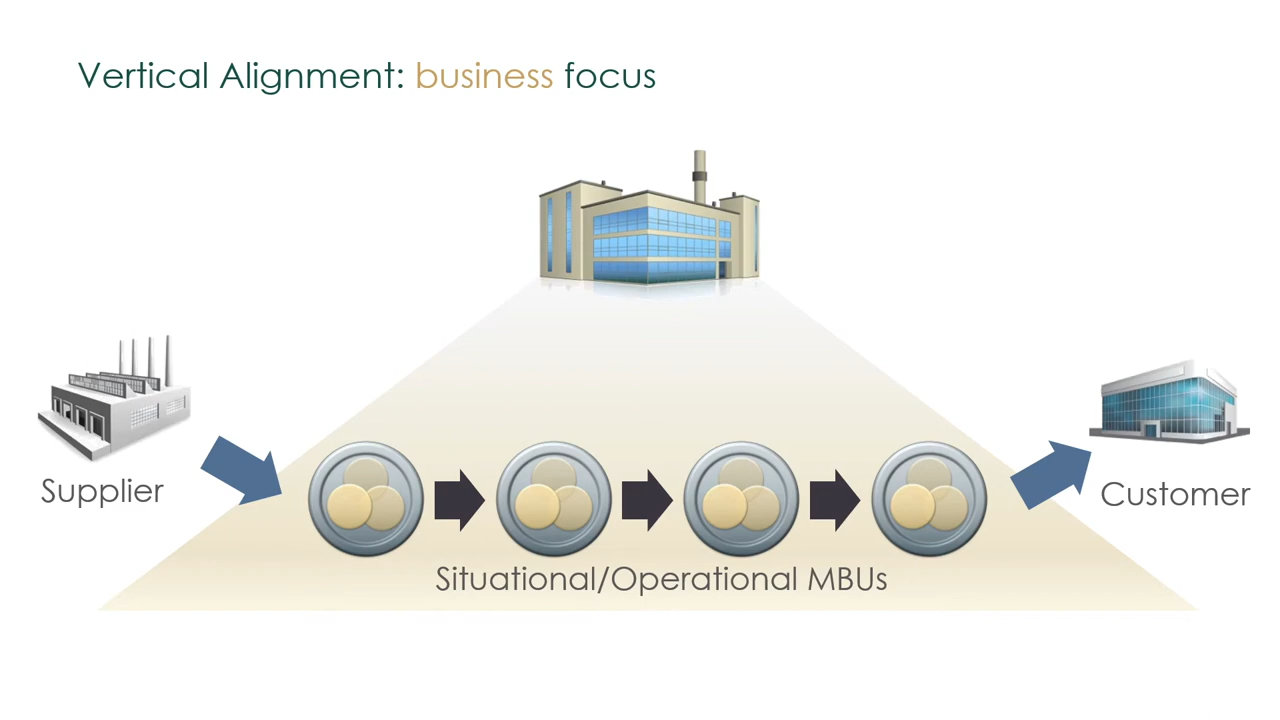 Vertical Alignment: business focus
Supplier
Customer
Situational/Operational MBUs